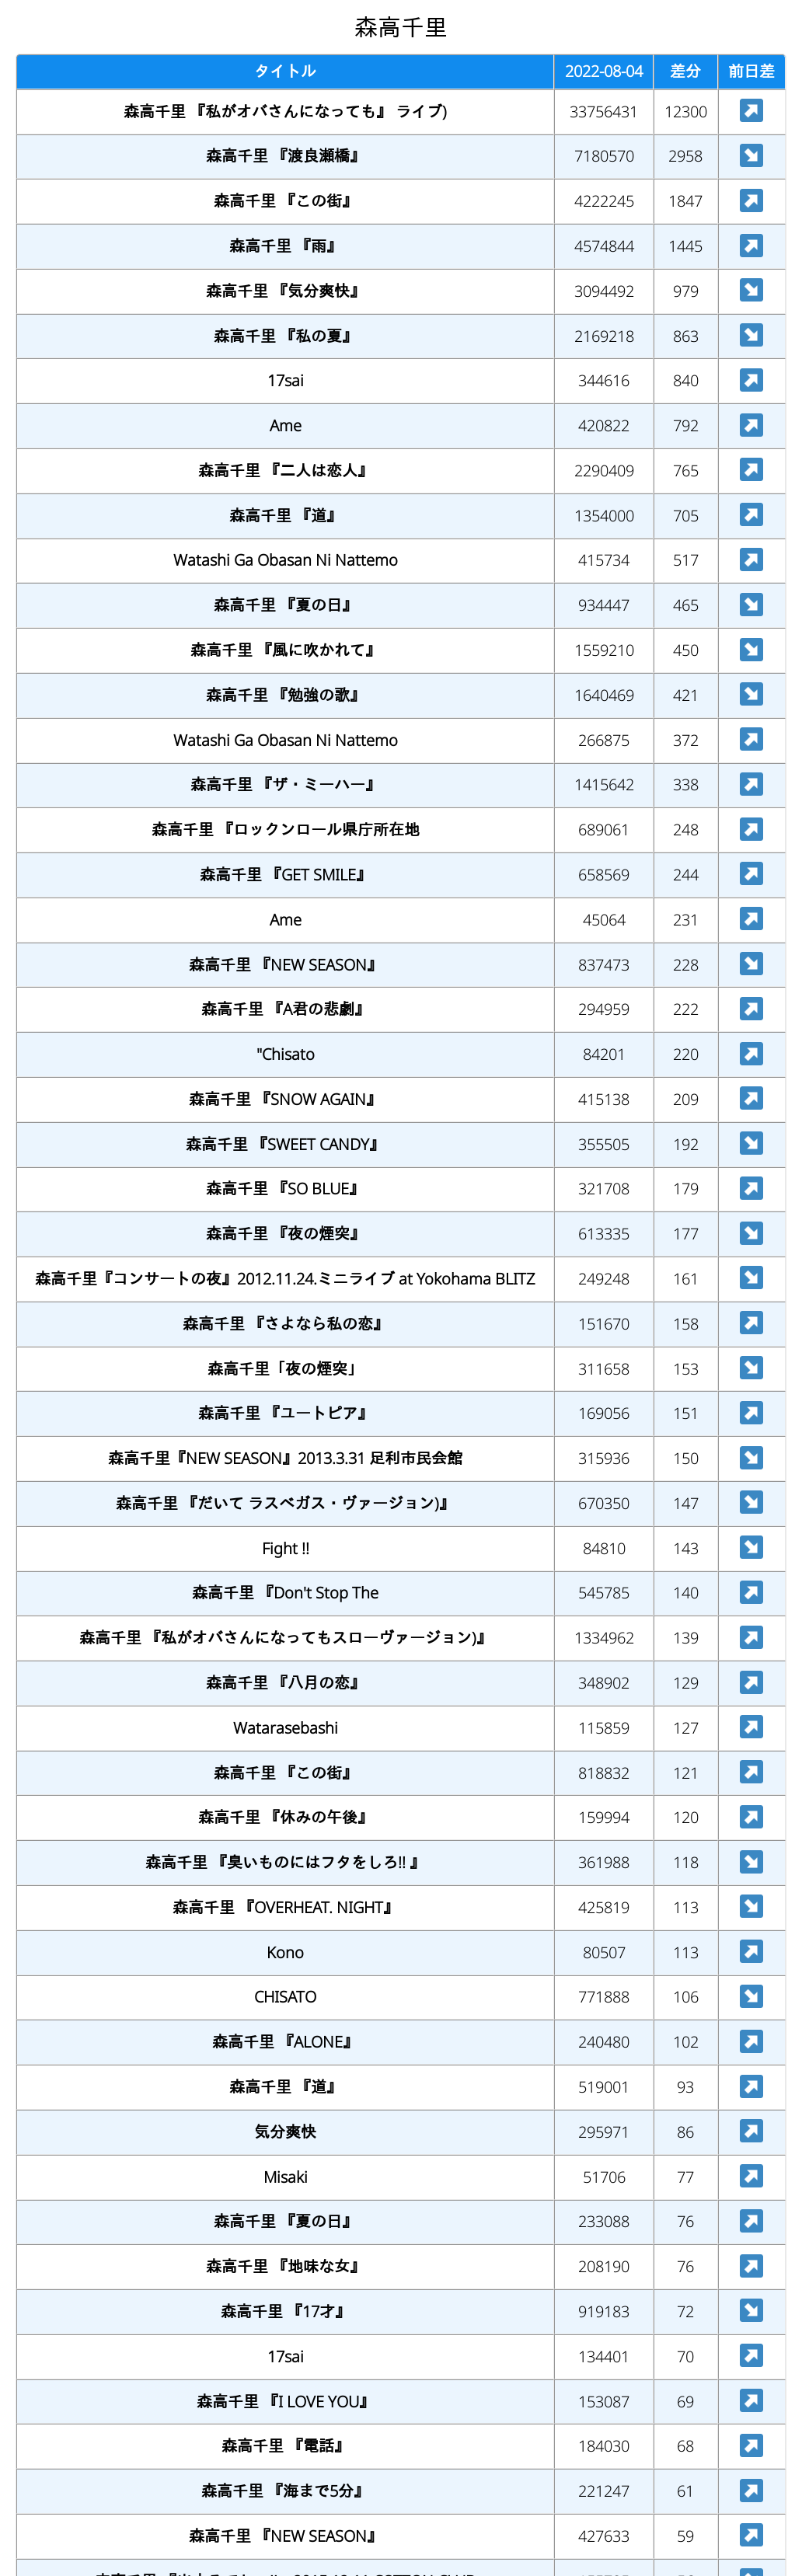 森高千里
タイトル 2022-08-04 差分 前日差
森高千里 『私がオバさんになっても』 ライブ) 33756431 12300
森高千里 『渡良瀬橋』 7180570 2958
森高千里 『この街』 4222245 1847
森高千里 『雨』 4574844 1445
森高千里 『気分爽快』 3094492 979
森高千里 『私の夏』 2169218 863
17sai 344616 840
Ame 420822 792
森高千里 『二人は恋人』 2290409 765
森高千里 『道』 1354000 705
Watashi Ga Obasan Ni Nattemo 415734 517
森高千里 『夏の日』 934447 465
森高千里 『風に吹かれて』 1559210 450
森高千里 『勉強の歌』 1640469 421
Watashi Ga Obasan Ni Nattemo 266875 372
森高千里 『ザ・ミーハー』 1415642 338
森高千里 『ロックンロール県庁所在地 689061 248
森高千里 『GET SMILE』 658569 244
Ame 45064 231
森高千里 『NEW SEASON』 837473 228
森高千里 『A君の悲劇』 294959 222
"Chisato 84201 220
森高千里 『SNOW AGAIN』 415138 209
森高千里 『SWEET CANDY』 355505 192
森高千里 『SO BLUE』 321708 179
森高千里 『夜の煙突』 613335 177
森高千里『コンサートの夜』2012.11.24.ミニライブ at Yokohama BLITZ 249248 161
森高千里 『さよなら私の恋』 151670 158
森高千里「夜の煙突」 311658 153
森高千里 『ユートピア』 169056 151
森高千里『NEW SEASON』2013.3.31 足利市民会館 315936 150
森高千里 『だいて ラスベガス・ヴァージョン)』 670350 147
Fight !! 84810 143
森高千里 『Don't Stop The 545785 140
森高千里 『私がオバさんになってもスローヴァージョン)』 1334962 139
森高千里 『八月の恋』 348902 129
Watarasebashi 115859 127
森高千里 『この街』 818832 121
森高千里 『休みの午後』 159994 120
森高千里 『臭いものにはフタをしろ!! 』 361988 118
森高千里 『OVERHEAT. NIGHT』 425819 113
Kono 80507 113
CHISATO 771888 106
森高千里 『ALONE』 240480 102
森高千里 『道』 519001 93
気分爽快 295971 86
Misaki 51706 77
森高千里 『夏の日』 233088 76
森高千里 『地味な女』 208190 76
森高千里 『17才』 919183 72
17sai 134401 70
森高千里 『I LOVE YOU』 153087 69
森高千里 『電話』 184030 68
森高千里 『海まで5分』 221247 61
森高千里 『NEW SEASON』 427633 59